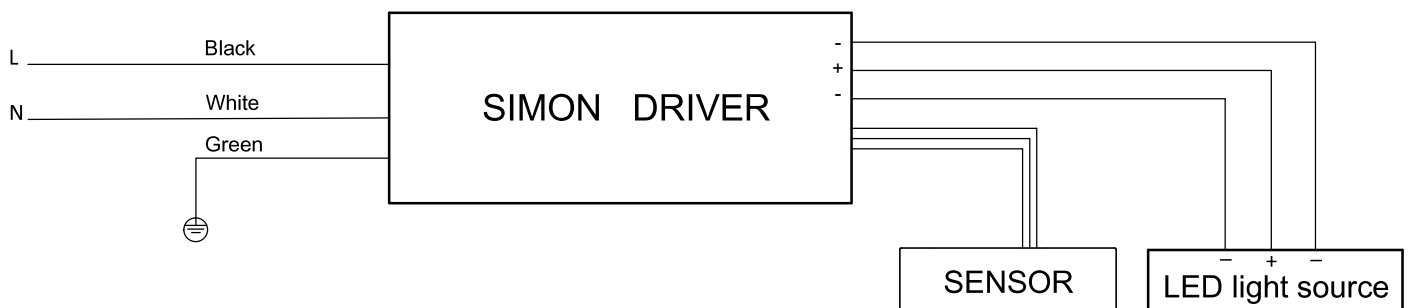 L
Black
N
White
Green
SIMON DRIVER
-
+
-
SENSOR
− + −
LED light source